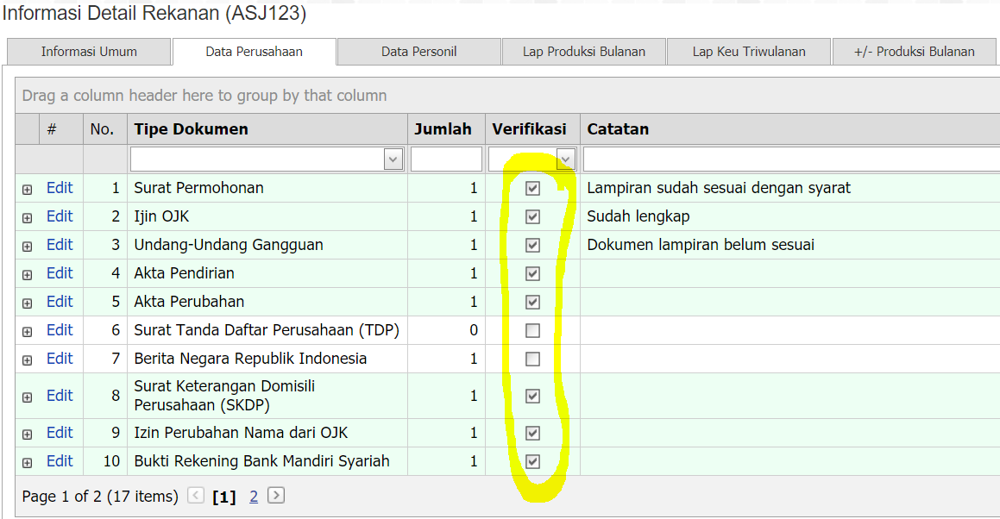 Informasi Detail Rekanan (ASJ123)
Informasi Umum Data Perusahaan Data Personil Lap Produksi Bulanan Lap Keu Triwulanan +/- Produksi Bulanan
Drag a column header here to group by that column
# No. Tipe Dokumen Jumlah Verifikasi Catatan
Edit 1 Surat Permohonan 1 Lampiran sudah sesuai dengan syarat
Edit 2 Ijin OJK 1 Sudah lengkap
Edit 3 Undang-Undang Gangguan 1 Dokumen lampiran belum sesuai
Edit 4 Akta Pendirian 1
Edit 5 Akta Perubahan 1
Edit 6 Surat Tanda Daftar Perusahaan (TDP) 0
Edit 7 Berita Negara Republik Indonesia 1
Edit 8 Surat Keterangan Domisili
Perusahaan (SKDP) 1
Edit 9 Izin Perubahan Nama dari OJK 1
Edit 10 Bukti Rekening Bank Mandiri Syariah 1
Page 1 of 2 (17 items) [1] 2